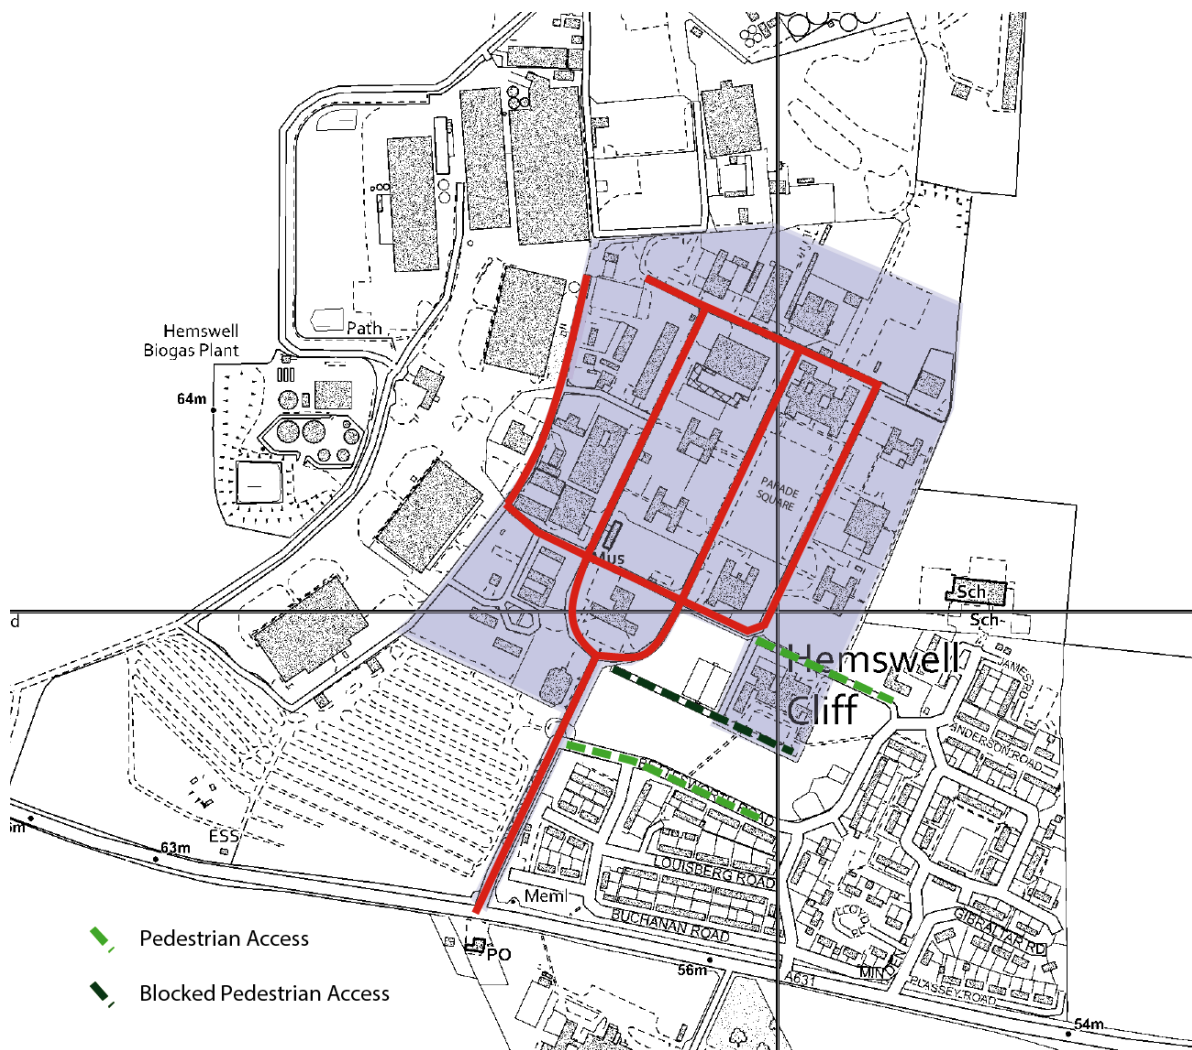 Hemswell
Biogas Plant
Path
64m
PARADE
SQUARE
Mus
Sch
Sch
d
Hemswell
Cliff
JAMES
ANDERSON ROAD
ESS
63m
LOUISBERG ROAD
Meml
BUCHANAN ROAD
GIBRALTAR RD
PO
56m
A631
PLASSEY ROAD
54m
Pedestrian Access
Blocked Pedestrian Access